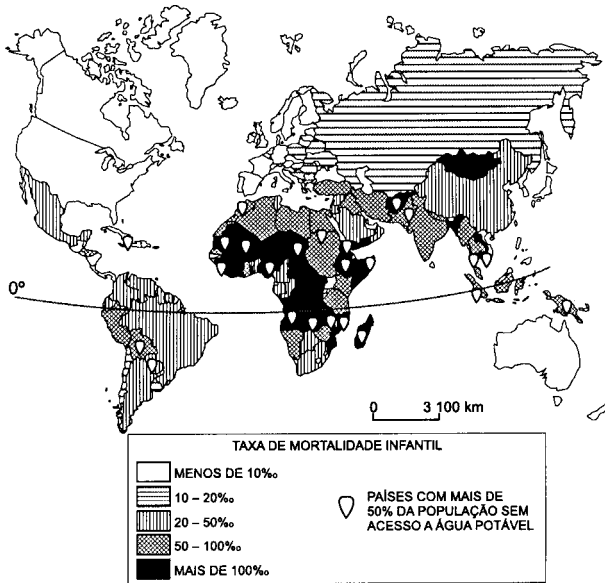 0º
0 3 100 km
TAXA DE MORTALIDADE INFANTIL
MENOS DE 10‰
10 – 20‰
20 – 50‰
50 – 100‰
MAIS DE 100‰
PAÍSES COM MAIS DE
50% DA POPULAÇÃO SEM
ACESSO A ÁGUA POTÁVEL